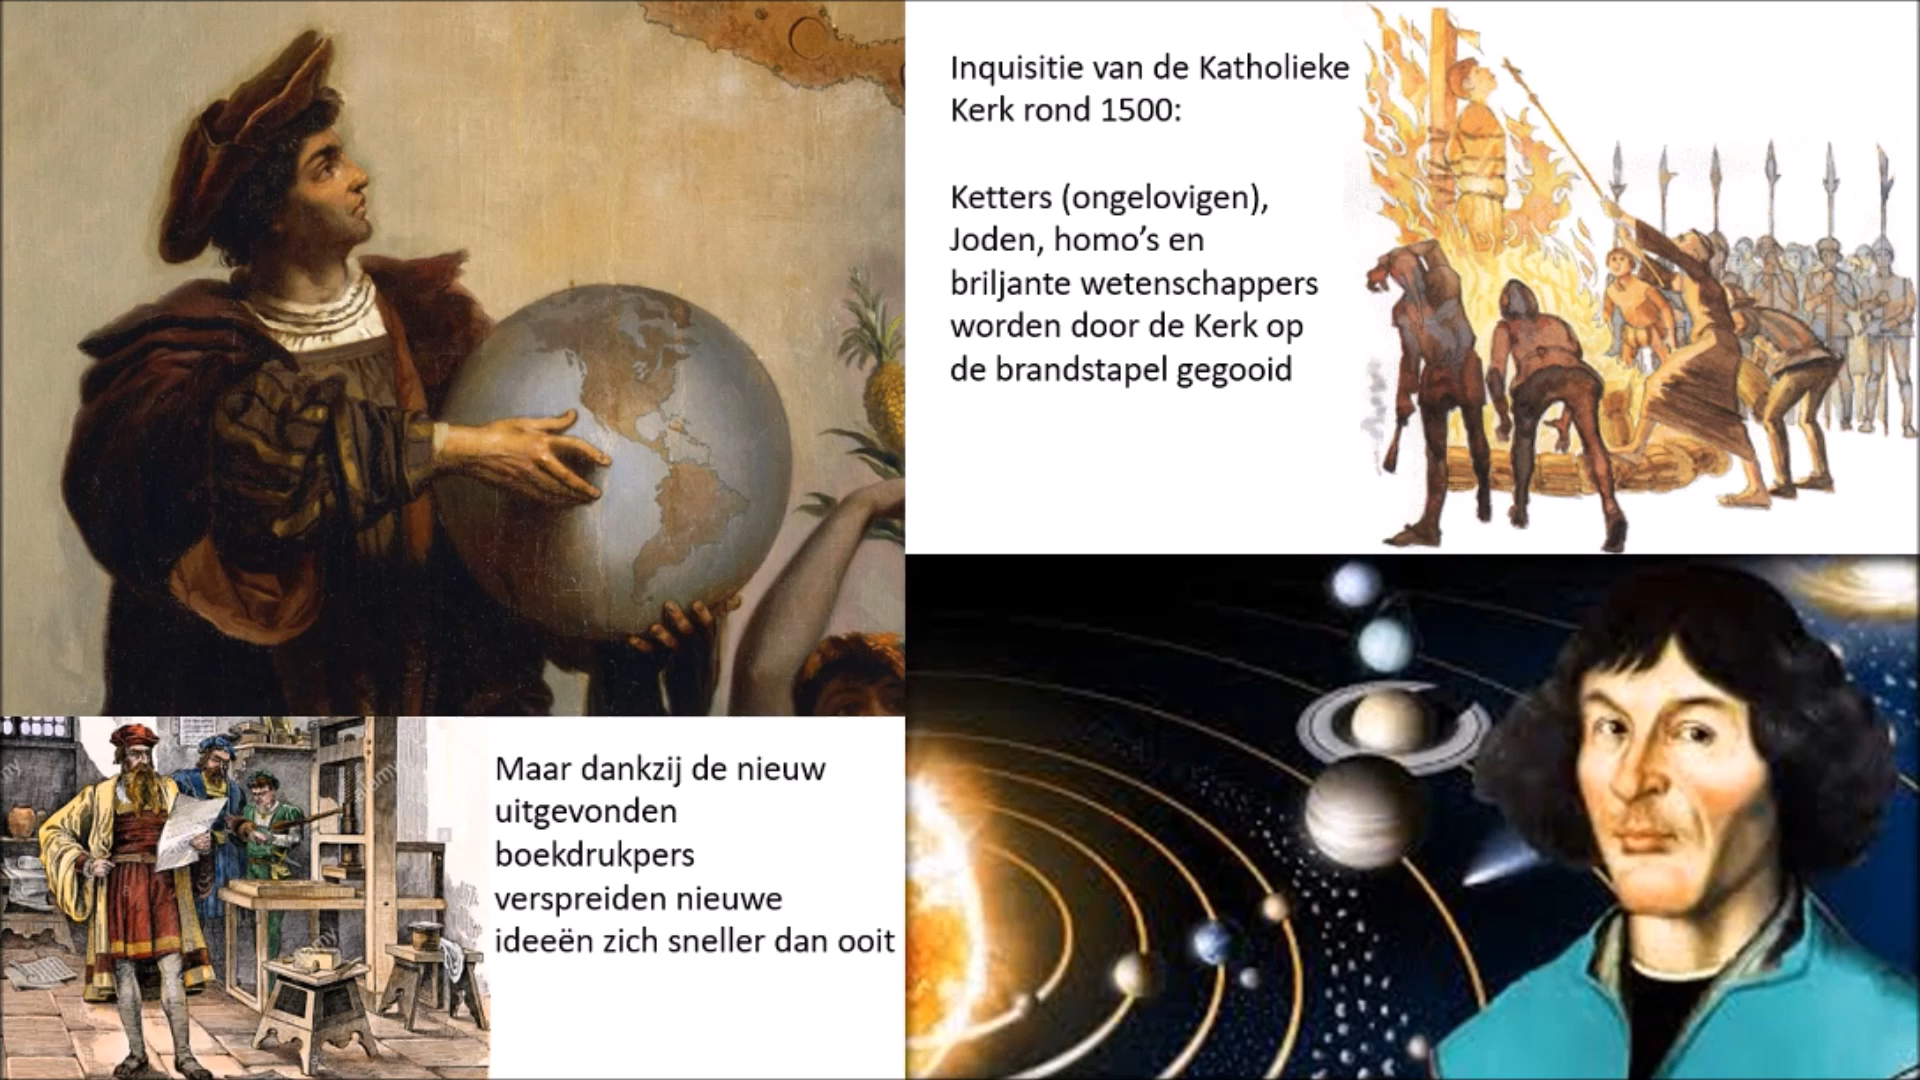 Inquisitie van de Katholieke
Kerk rond 1500:
Ketters (ongelovigen),
Joden, homo’s en
briljante wetenschappers
worden door de Kerk op
de brandstapel gegooid
Maar dankzij de nieuw
uitgevonden
boekdrukpers
verspreiden nieuwe
ideeën zich sneller dan ooit